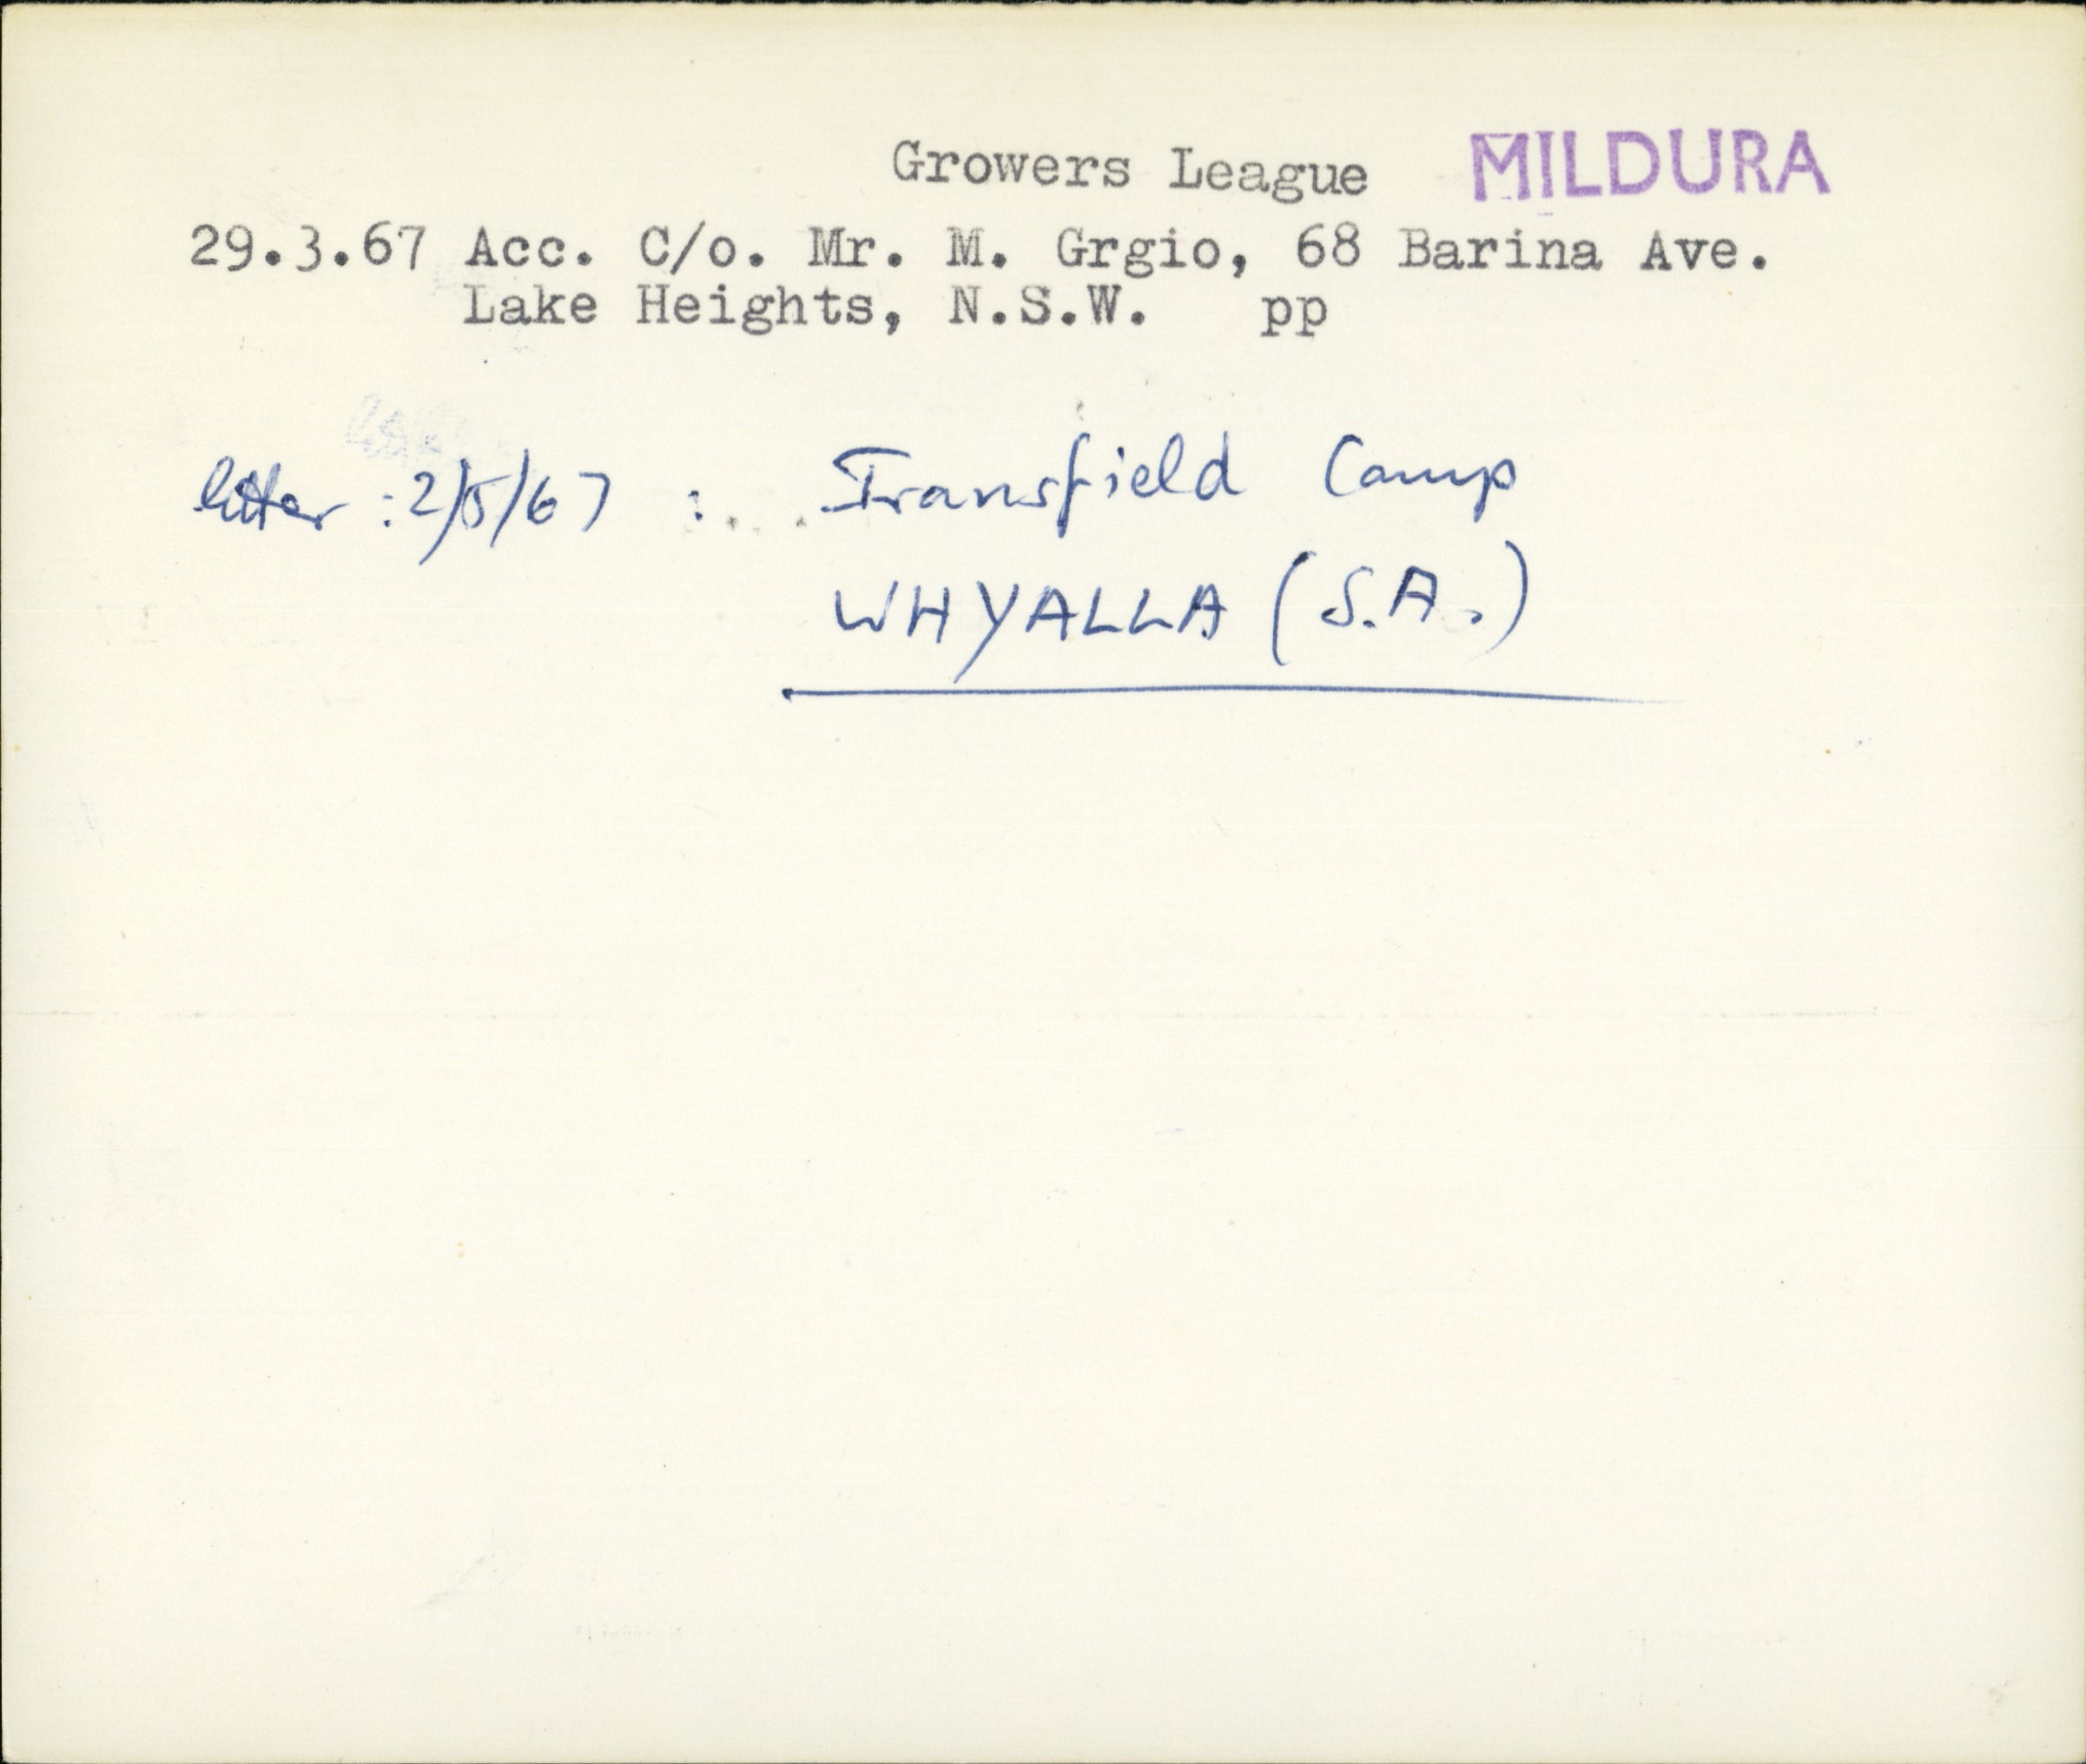 Growers League MILDURA
29.3.67 Acc. C/o. Mr. M. Grgio, 68 Barina Ave.
Lake Heights, N.S.W. pp
letter : 2/5/67 : Transfield Camp
WHYALLA (S.A.)